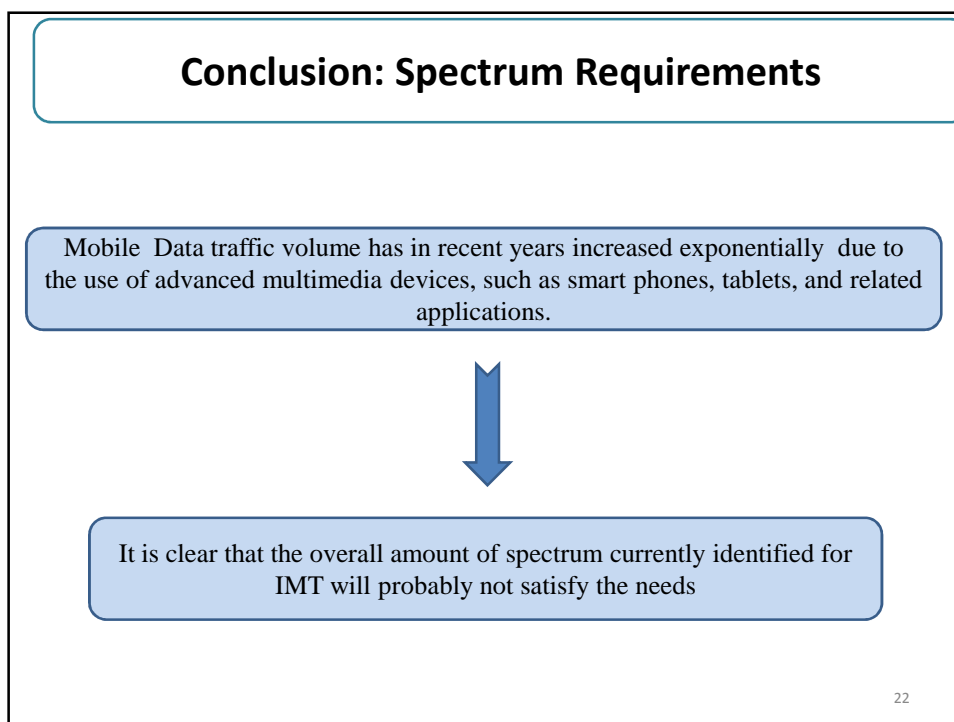 Conclusion: Spectrum Requirements
Mobile  Data traffic volume has in recent years increased exponentially  due to
the use of advanced multimedia devices, such as smart phones, tablets, and related
applications.
It is clear that the overall amount of spectrum currently identified for
IMT will probably not satisfy the needs
22